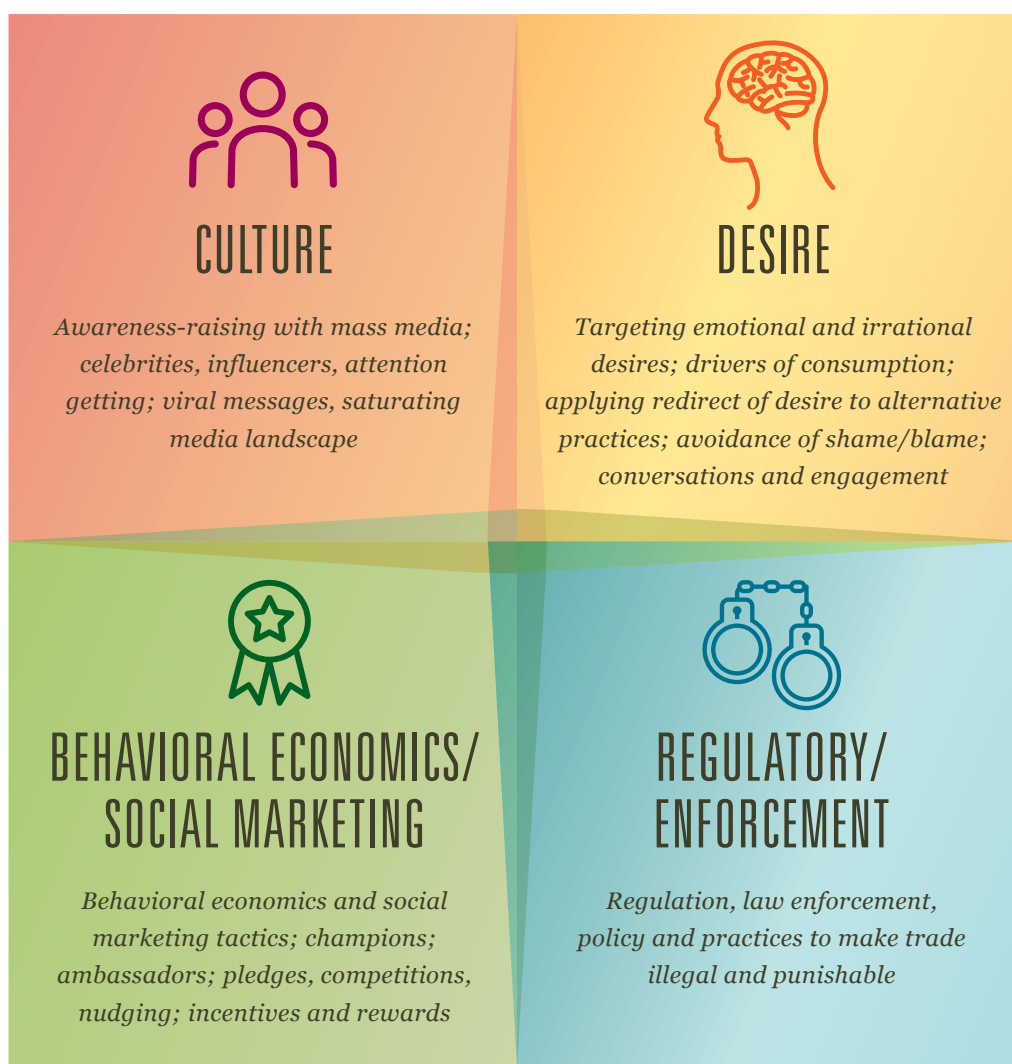 CULTURE
Awareness-raising with mass media;
celebrities, influencers, attention
getting; viral messages, saturating
media landscape
DESIRE
Targeting emotional and irrational
desires; drivers of consumption;
applying redirect of desire to alternative
practices; avoidance of shame/blame;
conversations and engagement
BEHAVIORAL ECONOMICS/
SOCIAL MARKETING
Behavioral economics and social
marketing tactics; champions;
ambassadors; pledges, competitions,
nudging; incentives and rewards
REGULATORY/
ENFORCEMENT
Regulation, law enforcement,
policy and practices to make trade
illegal and punishable